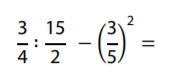 3/4 : 15/2 − (3/5)² =